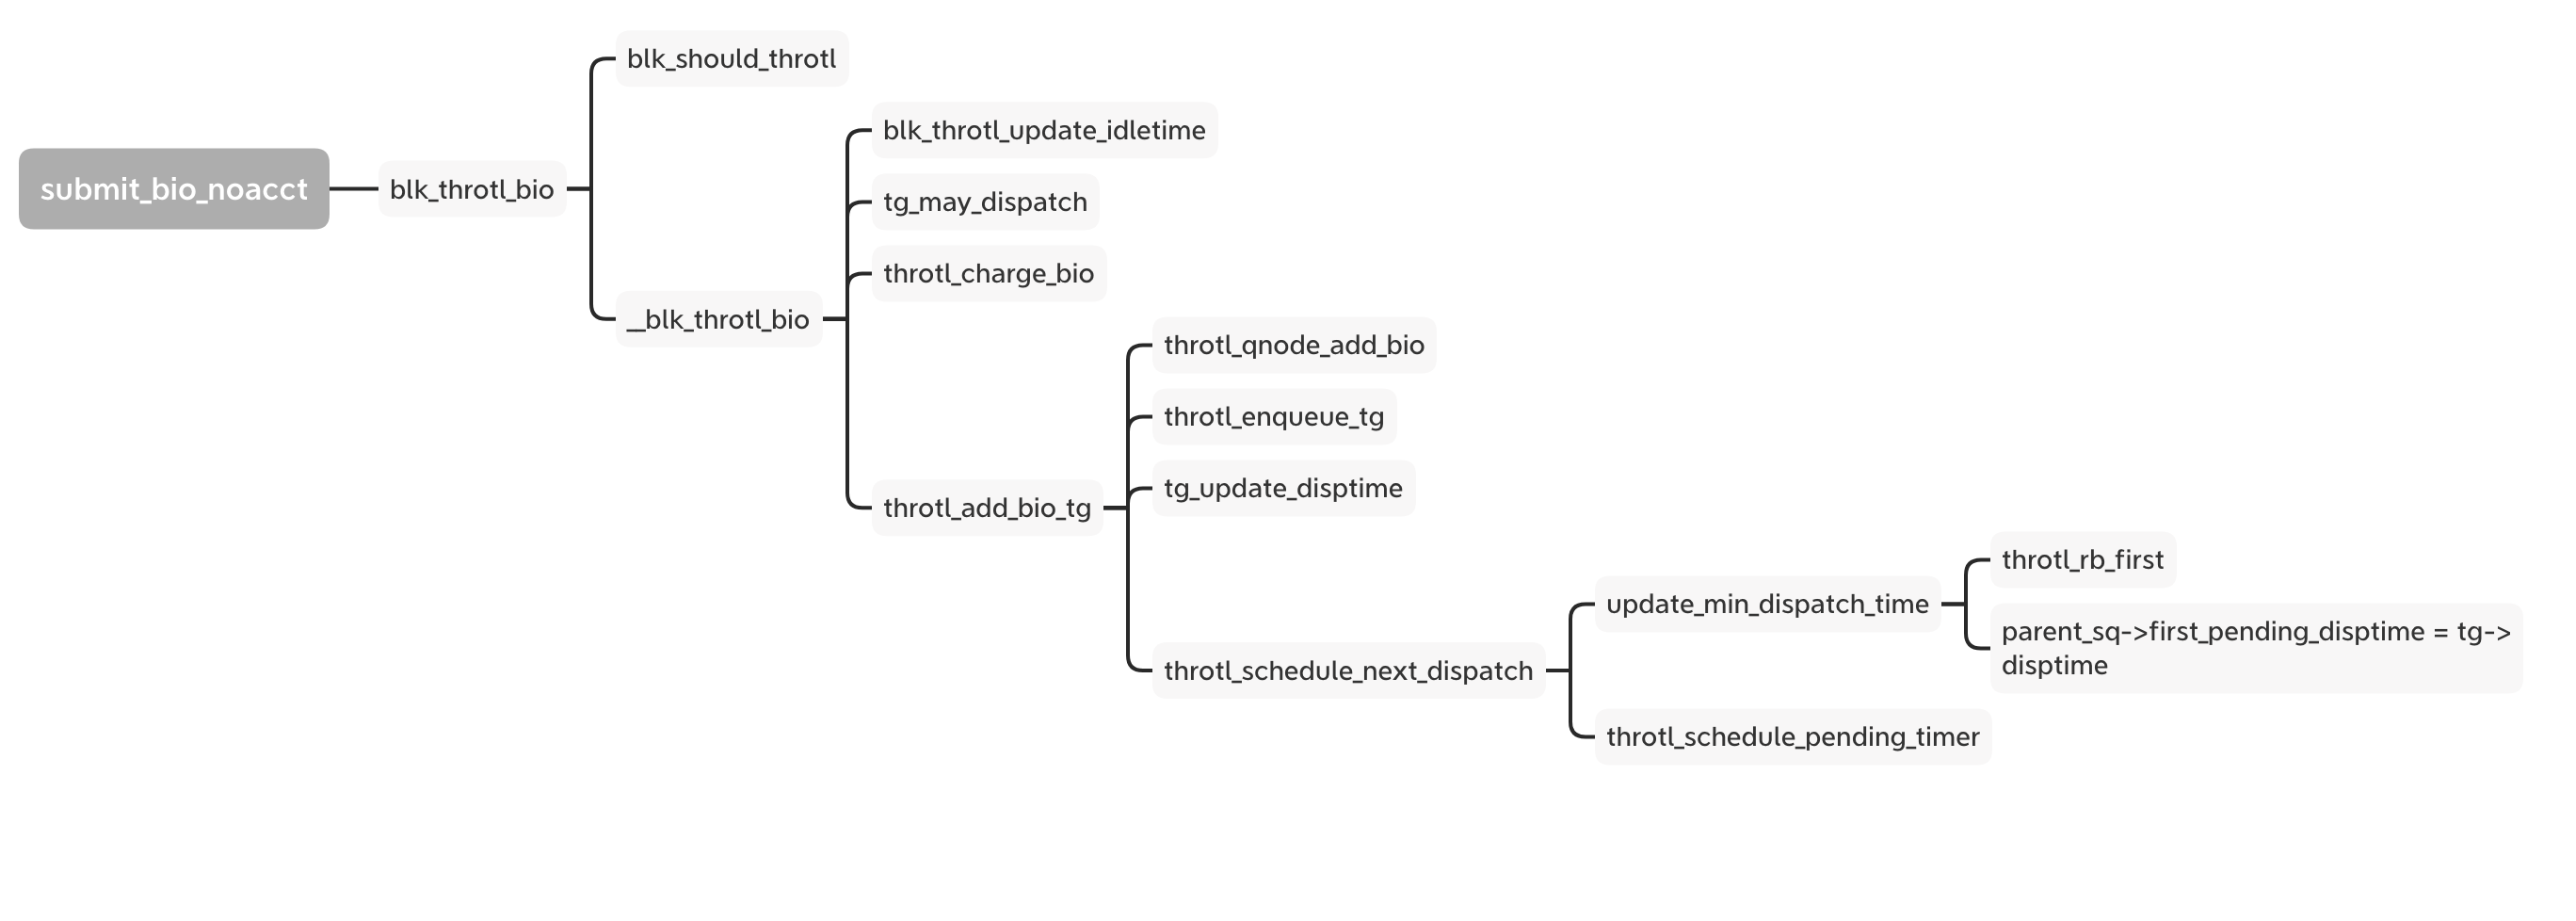 submit_bio_noacct
blk_throtl_bio
blk_should_throtl
__blk_throtl_bio
blk_throtl_update_idletime
tg_may_dispatch
throtl_charge_bio
throtl_add_bio_tg
throtl_qnode_add_bio
throtl_enqueue_tg
tg_update_disptime
throtl_schedule_next_dispatch
update_min_dispatch_time
throtl_rb_first
parent_sq->first_pending_disptime = tg->
disptime
throtl_schedule_pending_timer